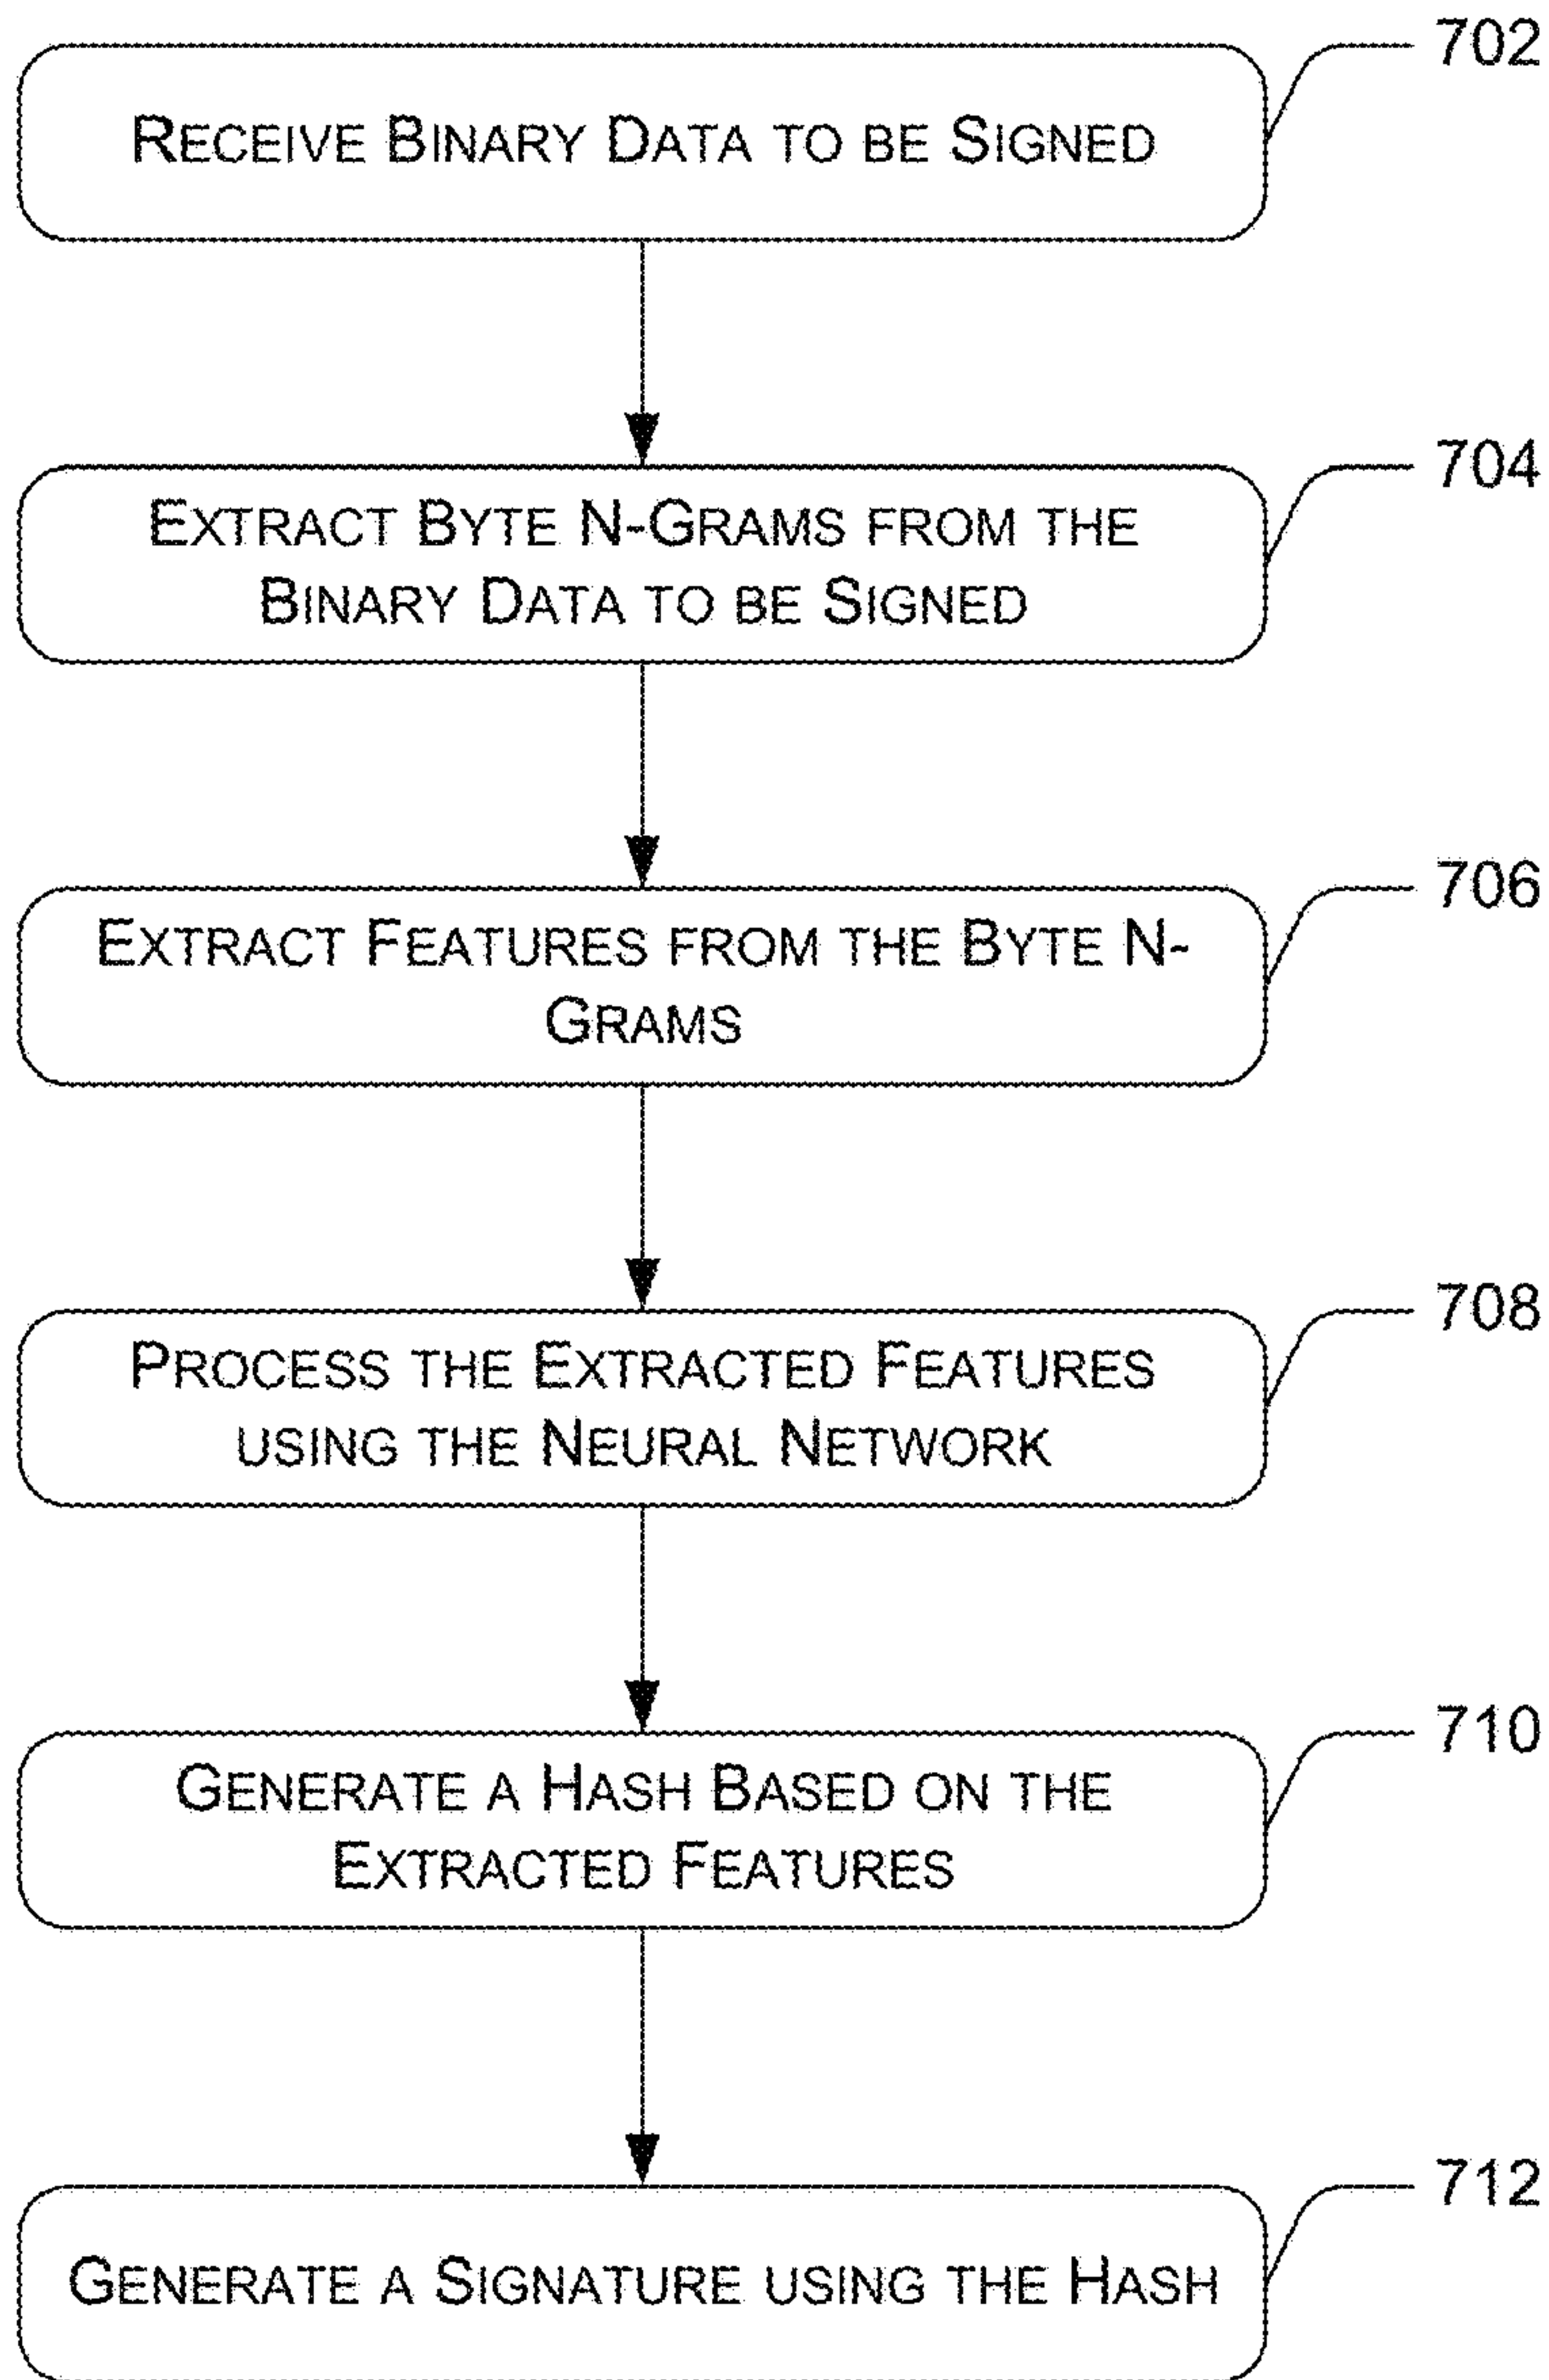 702
RECEIVE BINARY DATA TO BE SIGNED
704
EXTRACT BYTE N-GRAMS FROM THE
BINARY DATA TO BE SIGNED
706
EXTRACT FEATURES FROM THE BYTE N-
GRAMS
708
PROCESS THE EXTRACTED FEATURES
USING THE NEURAL NETWORK
710
GENERATE A HASH BASED ON THE
EXTRACTED FEATURES
712
GENERATE A SIGNATURE USING THE HASH